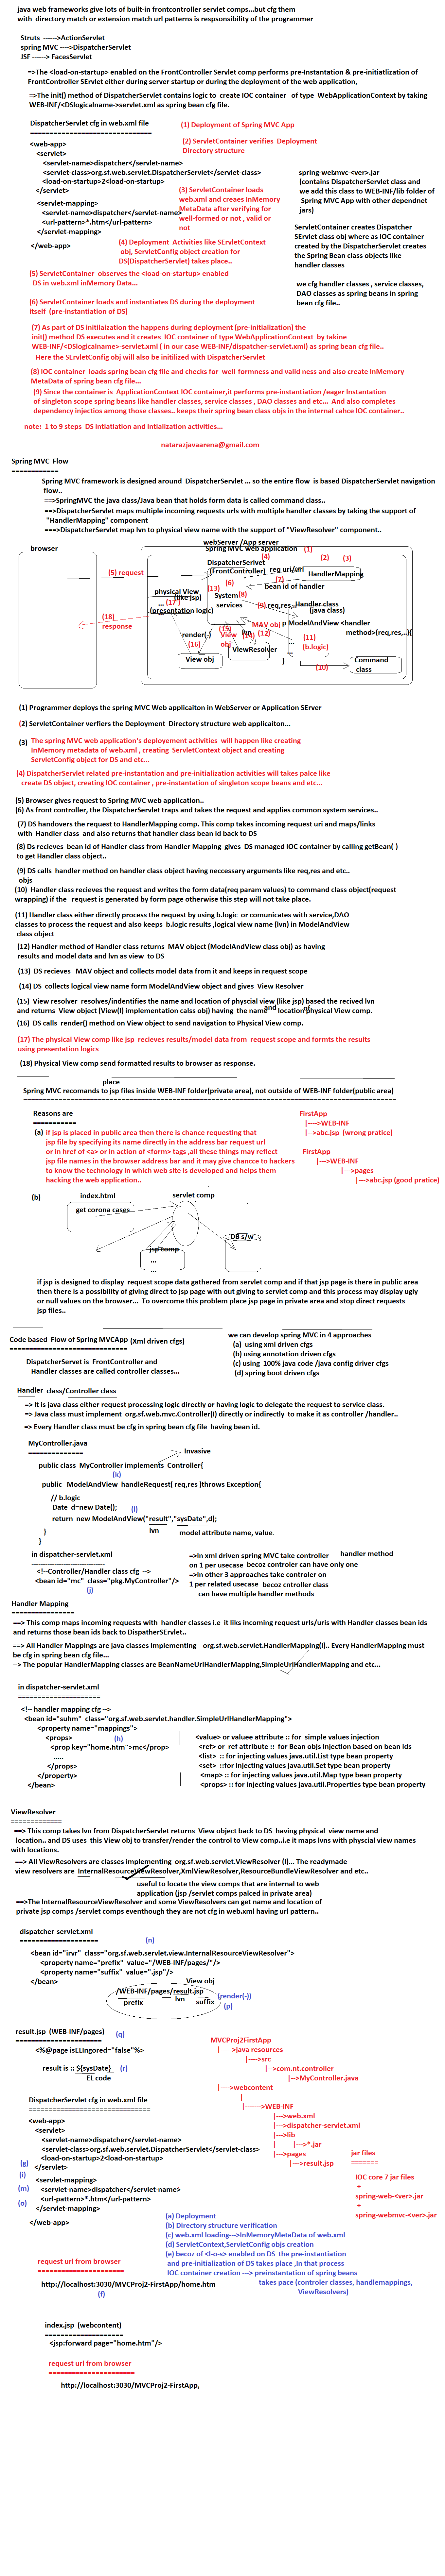 java web frameworks give lots of built-in frountcontroller servlet comps...but cfg them
with  directory match or extension match url patterns is respsonsibility of the programmer
Struts  ------>ActionServlet
spring MVC ---->DispatcherServlet
JSF ------> FacesServlet
=>The <load-on-startup> enabled on the FrontController Servlet comp performs pre-Instantation & pre-initiatlization of
FrontController SErvlet either during server startup or during the deployment of the web application,
=>The init() method of DispatcherServlet contains logic to  create IOC container   of type  WebApplicationContext by taking
WEB-INF/<DSlogicalname->servlet.xml as spring bean cfg file.
DispatcherServlet cfg in web.xml file
===============================
(1) Deployment of Spring MVC App
<web-app>
<servlet>
<servlet-name>dispatcher</servlet-name>
<servlet-class>org.sf.web.servlet.DispatcherServlet</servlet-class>
<load-on-startup>2<load-on-startup>
</servlet>
<servlet-mapping>
<servlet-name>dispatcher</servlet-name>
<url-pattern>*.htm</url-pattern>
</servlet-mapping>
</web-app>
(2) ServletContainer verifies  Deployment
Directory structure
(3) ServletContainer loads
web.xml and creaes InMemory
MetaData after verifying for
well-formed or not , valid or
not
(4) Deployment  Activities like SErvletContext
obj, ServletConfig object creation for
DS(DispatchServlet) takes place..
spring-webmvc-<ver>.jar
(contains DispatcherServlet class and
we add this class to WEB-INF/lib folder of
Spring MVC App with other dependnet
jars)
ServletContainer creates Dispatcher
SErvlet class obj where as IOC container
created by the DispatcherServlet creates
the Spring Bean class objects like
handler classes
we cfg handler classes , service classes,
DAO classes as spring beans in spring
bean cfg file..
(5) ServletContainer  observes the <load-on-startup> enabled
DS in web.xml inMemory Data...
(6) ServletContainer loads and instantiates DS during the deployment
itself  (pre-instantiation of DS)
(7) As part of DS initilaization the happens during deployment (pre-initialization) the
init() method DS executes and it creates  IOC container of type WebApplicationContext  by takine
WEB-INF/<DSlogicalname>-servlet.xml ( in our case WEB-INF/dispatcher-servlet.xml) as spring bean cfg file..
Here the SErvletConfig obj will also be initilized with DispatcherServlet
(8) IOC container  loads spring bean cfg file and checks for  wellformness and valid ness and also create InMemory
MEtaData of spring bean cfg file...
(9) Since the container is  ApplicationContext IOC container,it performs pre-instantiation /eager Instantation
of singleton scope spring beans like handler classes, service classes , DAO classes and etc...  And also completes
dependency injectios among those classes.. keeps their spring bean class objs in the internal cahce IOC container..
note:  1 to 9 steps  DS intiatiation and Intialization activities...
natarazjavaarena@gmail.com
Spring MVC  Flow
============
Spring MVC framework is designed around  DispatcherServlet ... so the entire flow  is based DispatcherServlet navigation
flow..
==>SpringMVC the java class/Java bean that holds form data is called command class..
==>DispatcherServlet maps multiple incoming requests urls with multiple handler classes by taking the support of
"HandlerMapping" component
===>DispatcherServlet map lvn to physical view name with the support of "ViewResolver" component..
webServer /App server
browser
Spring MVC web application  (1)
(4)
(2)
(3)
DispatcherSerlvet
(FrontController)
req uri/url
(7)
HandlerMapping
(5) request
(6)
bean id of handler
physical View
(like jsp)
(17 )
...
(presentation logic)
(13)
System
services
(8)
(9) req,res,..
Handler class
(java class)
MAV obj
p ModelAndView <handler
method>(req,res,..){
(18)
response
lvn
(12)
...
(11)
(b.logic)
...
}
render(-)
(16)
(15)
View
obj
(14)
ViewResolver
View obj
(10)
Command
class
(1) Programmer deploys the spring MVC Web applicaiton in WebServer or Application SErver
(2) ServletContainer verfiers the Deployment  Directory structure web applicaiton...
(3)  The spring MVC web application's deployement activities  will happen like creating
InMemory metadata of web.xml , creating  ServletContext object and creating
ServletConfig object for DS and etc...
(4) DispatcherServlet related pre-instantation and pre-initialization activities will takes palce like
create DS object, creating IOC container , pre-instantation of singleton scope beans and etc...
(5) Browser gives request to Spring MVC web application..
(6) As front controller, the DispatcherServlet traps and takes the request and applies common system services..
(7) DS handovers the request to HandlerMapping comp. This comp takes incoming request uri and maps/links
with  Handler class  and also returns that handler class bean id back to DS
(8) Ds recieves  bean id of Handler class from Handler Mapping  gives  DS managed IOC container by calling getBean(-)
to get Handler class object..
(9) DS calls  handler method on handler class object having neccessary arguments like req,res and etc..
objs
(10)  Handler class recieves the request and writes the form data(req param values) to command class object(request
wrapping) if the   request is generated by form page otherwise this step will not take place.
(11) Handler class either directly process the request by using b.logic  or comunicates with service,DAO
classes to process the request and also keeps  b.logic results ,logical view name (lvn) in ModelAndView
class object
(12) Handler method of Handler class returns  MAV object (ModelAndView class obj) as having
results and model data and lvn as view  to DS
(13)  DS recieves   MAV object and collects model data from it and keeps in request scope
(14)  DS  collects logical view name form ModelAndView object and gives  View Resolver
(15)  View resolver  resolves/indentifies the name and location of physcial view (like jsp) based the recived lvn
and returns  View object (View(I) implementation calss obj) having  the name and location of physical View comp.
(16)  DS calls  render() method on View object to send navigation to Physical View comp.
(17) The physical View comp like jsp  recieves results/model data from  request scope and formts the results
using presentation logics
(18) Physical View comp send formatted results to browser as response.
place
Spring MVC recomands to jsp files inside WEB-INF folder(private area), not outside of WEB-INF folder(public area)
Reasons are
===========
(a)  if jsp is placed in public area then there is chance requesting that
jsp file by specifying its name directly in the address bar request url
or in href of <a> or in action of <form> tags ,all these things may reflect
jsp file names in the browser address bar and it may give chance to hackers
to know the technology in which web site is developed and helps them
hacking the web application..
FirstApp
|---->WEB-INF
|-->abc.jsp  (wrong pratice)
FirstApp
|--->WEB-INF
|--->pages
|--->abc.jsp (good pratice)
(b)
index.html
servlet comp
get corona cases
DB s/w
jsp comp
...
...
if jsp is designed to display  request scope data gathered from servlet comp and if that jsp page is there in public area
then there is a possibility of giving direct to jsp page with out giving to servlet comp and this process may display ugly
or null values on the browser...  To overcome this problem place jsp page in private area and stop direct requests
jsp files..
Code based  Flow of Spring MVCApp (Xml driven cfgs)
==============================
we can develop spring MVC in 4 approaches
(a)  using xml driven cfgs
(b) using annotation driven cfgs
(c) using  100% java code /java config driver cfgs
(d) spring boot driven cfgs
DispatcherServet is  FrontController and
Handler classes are called controller classes...
Handler  class/Controller class
=> It is java class either request processing logic directly or having logic to delegate the request to service class.
=> Java class must implement  org.sf.web.mvc.Controller(I) directly or indirectly  to make it as controller /handler..
=> Every Handler class must be cfg in spring bean cfg file  having bean id.
MyController.java
==============
Invasive
public class  MyController implements  Controller{
(k)
public   ModelAndView  handleRequest( req,res )throws Exception{
// b.logic
Date  d=new Date();
(l)
return  new ModelAndView("result","sysDate",d);
lvn
model attribute name, value.
}
}
in dispatcher-servlet.xml
<!--Controller/Handler class cfg  -->
<bean id="mc"  class="pkg.MyController"/>
(j)
=>In xml driven spring MVC take controller
handler method
on 1 per usecase  becoz controler can have only one
=>In other 3 approaches take controler on
1 per related usecase  becoz cntroller class
can have multiple handler methods
Handler Mapping
================
==> This comp maps incoming requests with  handler classes i.e  it liks incoming request urls/uris with Handler classes bean ids
and returns those bean ids back to DispatherSErvlet..
==> All Handler Mappings are java classes implementing   org.sf.web.servlet.HandlerMapping(I).. Every HandlerMapping must
be cfg in spring bean cfg file...
--> The popular HandlerMapping classes are BeanNameUrlHandlerMapping,SimpleUrlHandlerMapping and etc...
in dispatcher-servlet.xml
=====================
<!-- handler mapping cfg -->
<bean id="suhm"  class="org.sf.web.servlet.handler.SimpleUrlHandlerMapping">
<property name="mappings">
<props>
(h)
<prop key="home.htm">mc</prop>
.....
</props>
</property>
</bean>
<value> or valuee attribute :: for  simple values injection
<ref> or  ref attribute ::  for Bean objs injection based on bean ids
<list>  :: for injecting values java.util.List type bean property
<set>  ::for injecting values java.util.Set type bean property
<map> :: for injecting values java.util.Map type bean property
<props> :: for injecting values java.util.Properties type bean property
ViewResolver
=============
==> This comp takes lvn from DispatcherServlet returns  View object back to DS  having physical  view name and
location.. and DS uses  this View obj to transfer/render the control to View comp..i.e it maps lvns with physcial view names
with locations.
==> All ViewResolvers are classes implementing  org.sf.web.servlet.ViewResolver (I)... The readymade
view resolvers are  InternalResourceViewResolver,XmlViewResolver,ResourceBundleViewResolver and etc..
useful to locate the view comps that are internal to web
application (jsp /servlet comps palced in private area)
==>The InternalResourceViewResolver and some ViewResolvers can get name and location of
private jsp comps /servlet comps eventhough they are not cfg in web.xml having url pattern..
dispatcher-servlet.xml
====================
(n)
<bean id="irvr"  class="org.sf.web.servlet.view.InternalResourceViewResolver">
<property name="prefix"  value="/WEB-INF/pages/"/>
<property name="suffix"  value=".jsp"/>
</bean>
View obj
/WEB-INF/pages/result.jsp
prefix
lvn
suffix
(render(-))
(p)
result.jsp  (WEB-INF/pages)
======================
(q)
<%@page isELIngored="false"%>
result is :: ${sysDate}
(r)
EL code
MVCProj2FirstApp
|----->java resources
|---->src
|-->com.nt.controller
|-->MyController.java
|---->webcontent
|
|------->WEB-INF
|--->web.xml
|--->dispatcher-servlet.xml
|--->lib
|        |--->*.jar
|--->pages
|--->result.jsp
jar files
=======
IOC core 7 jar files
+
spring-web-<ver>.jar
+
spring-webmvc-<ver>.jar
DispatcherServlet cfg in web.xml file
===============================
<web-app>
<servlet>
<servlet-name>dispatcher</servlet-name>
<servlet-class>org.sf.web.servlet.DispatcherServlet</servlet-class>
<load-on-startup>2<load-on-startup>
</servlet>
<servlet-mapping>
<servlet-name>dispatcher</servlet-name>
<url-pattern>*.htm</url-pattern>
</servlet-mapping>
</web-app>
(g)
(i)
(m)
(o)
(a) Deployment
(b) Directory structure verification
(c) web.xml loading--->InMemoryMetaData of web.xml
(d) ServletContext,ServletConfig objs creation
(e) becoz of <l-o-s> enabled on DS  the pre-instantiation
and pre-initialization of DS takes place ,In that process
IOC container creation ---> preinstantation of spring beans
takes pace (controler classes, handlemappings,
ViewResolvers)
request url from browser
======================
http://localhost:3030/MVCProj2-FirstApp/home.htm
(f)
index.jsp  (webcontent)
====================
<jsp:forward page="home.htm"/>
request url from browser
======================
http://localhost:3030/MVCProj2-FirstApp,